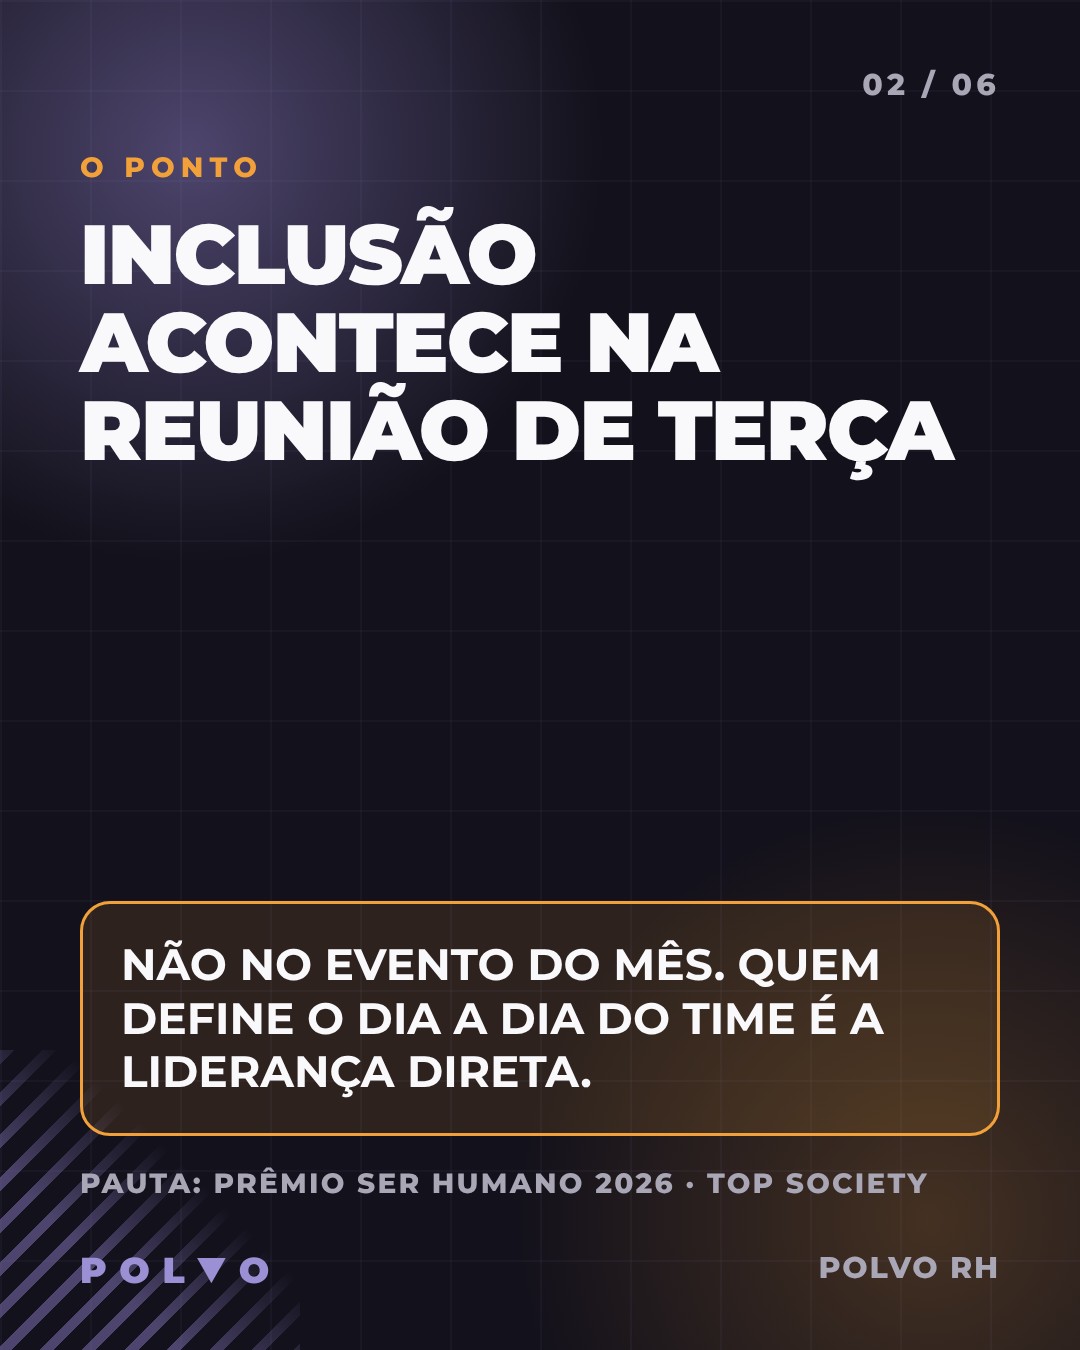 02 / 06
O PONTO
INCLUSÃO
ACONTECE NA
REUNIÃO DE TERÇA
NÃO NO EVENTO DO MÊS. QUEM
DEFINE O DIA A DIA DO TIME É A
LIDERANÇA DIRETA.
PAUTA: PRÊMIO SER HUMANO 2026 · TOP SOCIETY
POLVO
POLVO RH